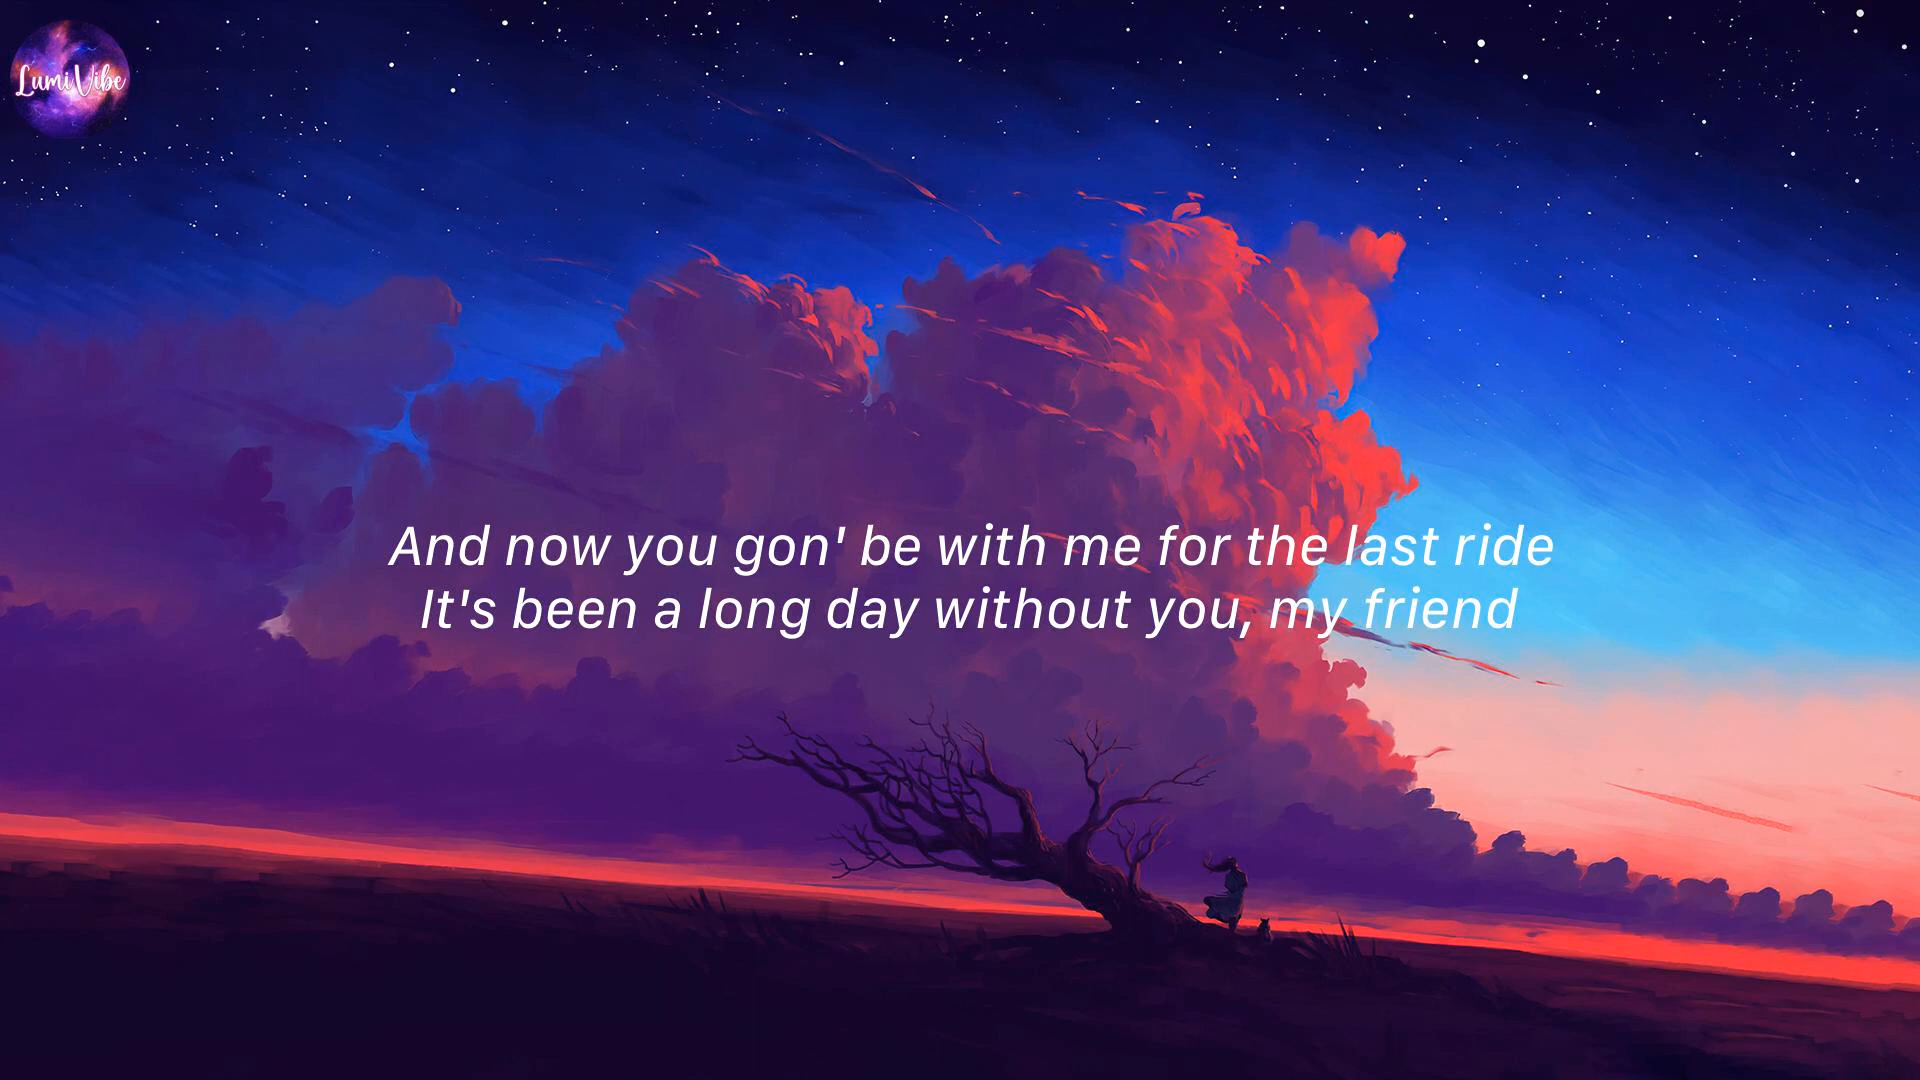 LumiVibe
And now you gon' be with me for the last ride
It's been a long day without you, my friend